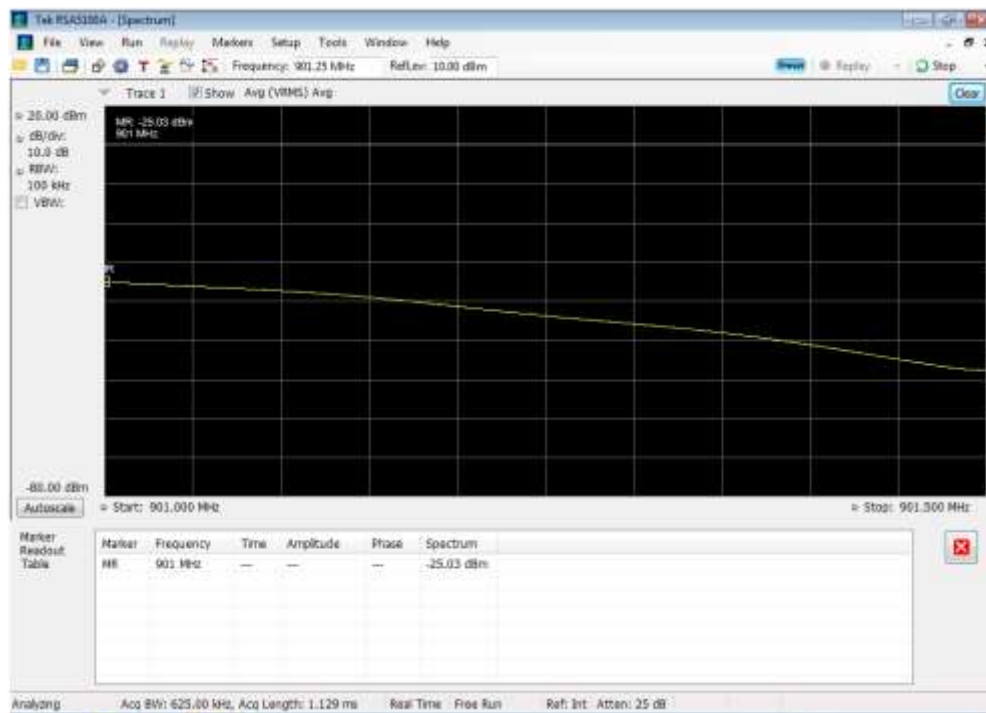 Tek RSA5100A - [Spectrum]
File View Run Replay Markers Setup Tools Window Help
Frequency: 901.25 MHz RefLev: 10.00 dBm Preset Replay Stop
Trace 1 Show Avg (VRMS) Avg Clear
20.00 dBm
dB/div:
10.0 dB
RBW:
100 kHz
VBW:
MR: -25.03 dBm
901 MHz
-80.00 dBm
Autoscale Start: 901.000 MHz Stop: 901.500 MHz
Marker Readout Table
Marker Frequency Time Amplitude Phase Spectrum
MR 901 MHz --- --- --- -25.03 dBm
Analyzing Acq BW: 625.00 kHz, Acq Length: 1.129 ms Real Time Free Run Ref: Int Atten: 25 dB